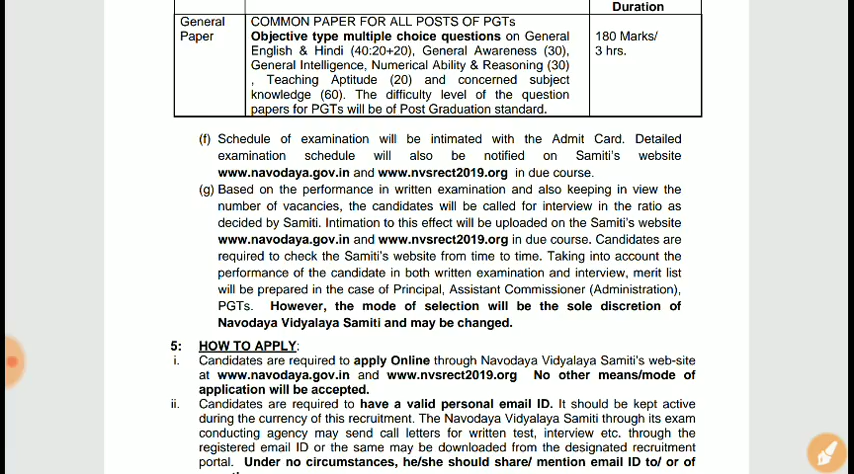 Duration
General Paper
COMMON PAPER FOR ALL POSTS OF PGTs
Objective type multiple choice questions on General
English & Hindi (40:20+20), General Awareness (30),
General Intelligence, Numerical Ability & Reasoning (30)
, Teaching Aptitude (20) and concerned subject
knowledge (60). The difficulty level of the question
papers for PGTs will be of Post Graduation standard.
180 Marks/
3 hrs.
(f) Schedule of examination will be intimated with the Admit Card. Detailed
examination schedule will also be notified on Samiti's website
www.navodaya.gov.in and www.nvsrect2019.org in due course.
(g) Based on the performance in written examination and also keeping in view the
number of vacancies, the candidates will be called for interview in the ratio as
decided by Samiti. Intimation to this effect will be uploaded on the Samiti's website
www.navodaya.gov.in and www.nvsrect2019.org in due course. Candidates are
required to check the Samiti's website from time to time. Taking into account the
performance of the candidate in both written examination and interview, merit list
will be prepared in the case of Principal, Assistant Commissioner (Administration),
PGTs. However, the mode of selection will be the sole discretion of
Navodaya Vidyalaya Samiti and may be changed.
5: HOW TO APPLY:
i. Candidates are required to apply Online through Navodaya Vidyalaya Samiti's web-site
at www.navodaya.gov.in and www.nvsrect2019.org No other means/mode of
application will be accepted.
ii. Candidates are required to have a valid personal email ID. It should be kept active
during the currency of this recruitment. The Navodaya Vidyalaya Samiti through its exam
conducting agency may send call letters for written test, interview etc. through the
registered email ID or the same may be downloaded from the designated recruitment
portal. Under no circumstances, he/she should share/ mention email ID to/ or of